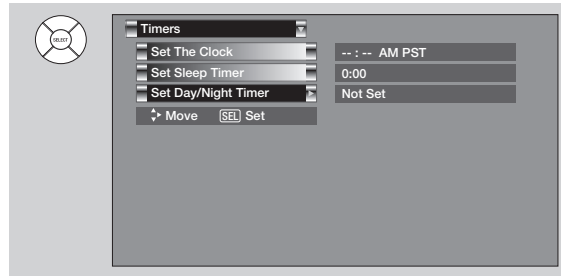 SELECT
Timers
Set The Clock -- : -- AM PST
Set Sleep Timer 0:00
Set Day/Night Timer Not Set
Move SEL Set